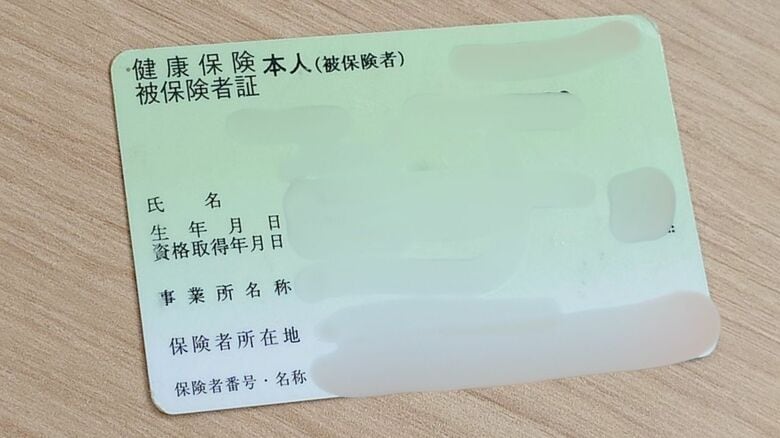 健康保険 本人(被保険者)
被保険者証
氏名
生年月日
資格取得年月日
事業所名称
保険者所在地
保険者番号・名称